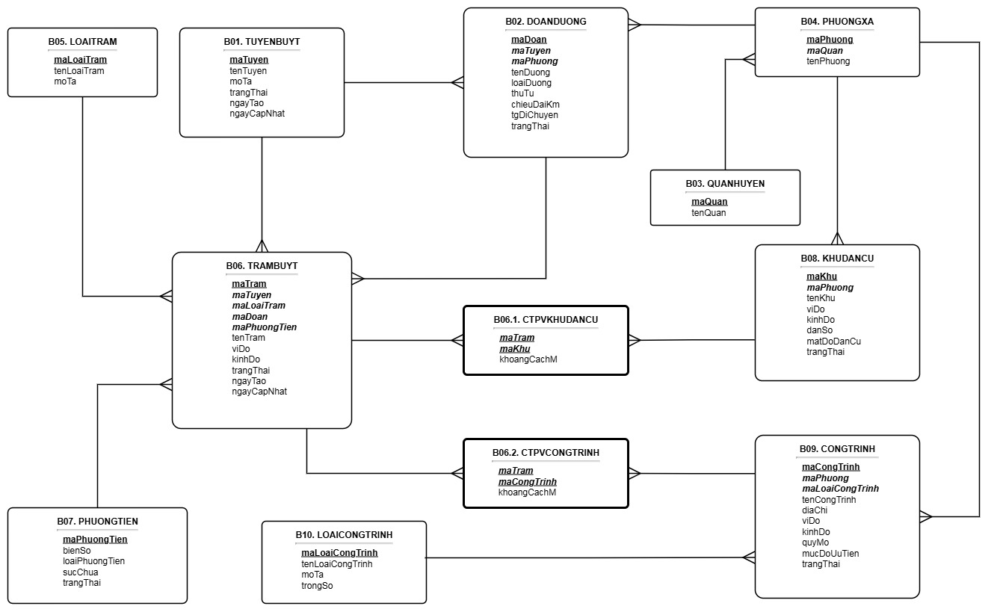 B05. LOAITRAM
maLoaiTram
tenLoaiTram
moTa
B01. TUYENBUYT
maTuyen
tenTuyen
moTa
trangThai
ngayTao
ngayCapNhat
B02. DOANDUONG
maDoan
maTuyen
maPhuong
tenDuong
loaiDuong
thuTu
chieuDaiKm
tgDiChuyen
trangThai
B04. PHUONGXA
maPhuong
maQuan
tenPhuong
B03. QUANHUYEN
maQuan
tenQuan
B06. TRAMBUYT
maTram
maTuyen
maLoaiTram
maDoan
maPhuongTien
tenTram
viDo
kinhDo
trangThai
ngayTao
ngayCapNhat
B06.1. CTPVKHUDANCU
maTram
maKhu
khoangCachM
B08. KHUDANCU
maKhu
maPhuong
tenKhu
viDo
kinhDo
danSo
matDoDanCu
trangThai
B06.2. CTPVCONGTRINH
maTram
maCongTrinh
khoangCachM
B09. CONGTRINH
maCongTrinh
maPhuong
maLoaiCongTrinh
tenCongTrinh
diaChi
viDo
kinhDo
quyMo
mucDoUuTien
trangThai
B07. PHUONGTIEN
maPhuongTien
bienSo
loaiPhuongTien
sucChua
trangThai
B10. LOAICONGTRINH
maLoaiCongTrinh
tenLoaiCongTrinh
moTa
trongSo